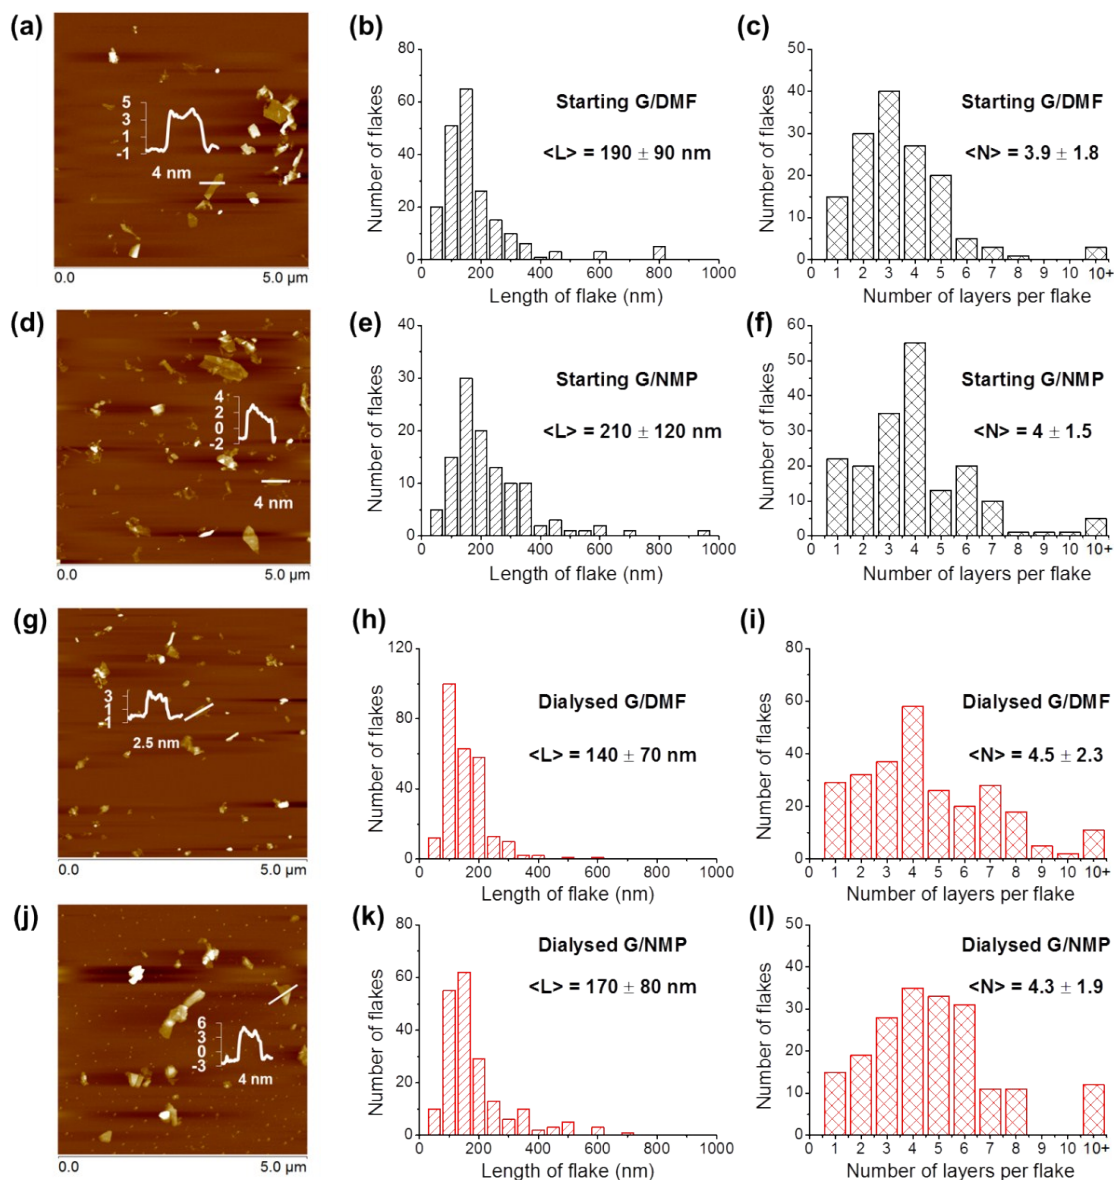 (a)
5
3
1
-1
4 nm
0.0
5.0 µm
(b)
Number of flakes
80
60
40
20
0
Starting G/DMF
<L> = 190 ± 90 nm
0 200 400 600 800 1000
Length of flake (nm)
(c)
Number of flakes
50
40
30
20
10
0
Starting G/DMF
<N> = 3.9 ± 1.8
0 1 2 3 4 5 6 7 8 9 10 10+
Number of layers per flake
(d)
4
2
0
-2
4 nm
0.0
5.0 µm
(e)
Number of flakes
40
30
20
10
0
Starting G/NMP
<L> = 210 ± 120 nm
0 200 400 600 800 1000
Length of flake (nm)
(f)
Number of flakes
60
50
40
30
20
10
0
Starting G/NMP
<N> = 4 ± 1.5
0 1 2 3 4 5 6 7 8 9 10 10+
Number of layers per flake
(g)
3
1
1
2.5 nm
0.0
5.0 µm
(h)
Number of flakes
120
80
40
0
Dialysed G/DMF
<L> = 140 ± 70 nm
0 200 400 600 800 1000
Length of flake (nm)
(i)
Number of flakes
80
60
40
20
0
Dialysed G/DMF
<N> = 4.5 ± 2.3
0 1 2 3 4 5 6 7 8 9 10 10+
Number of layers per flake
(j)
6
3
0
-3
4 nm
0.0
5.0 µm
(k)
Number of flakes
80
60
40
20
0
Dialysed G/NMP
<L> = 170 ± 80 nm
0 200 400 600 800 1000
Length of flake (nm)
(l)
Number of flakes
50
40
30
20
10
0
Dialysed G/NMP
<N> = 4.3 ± 1.9
0 1 2 3 4 5 6 7 8 9 10 10+
Number of layers per flake